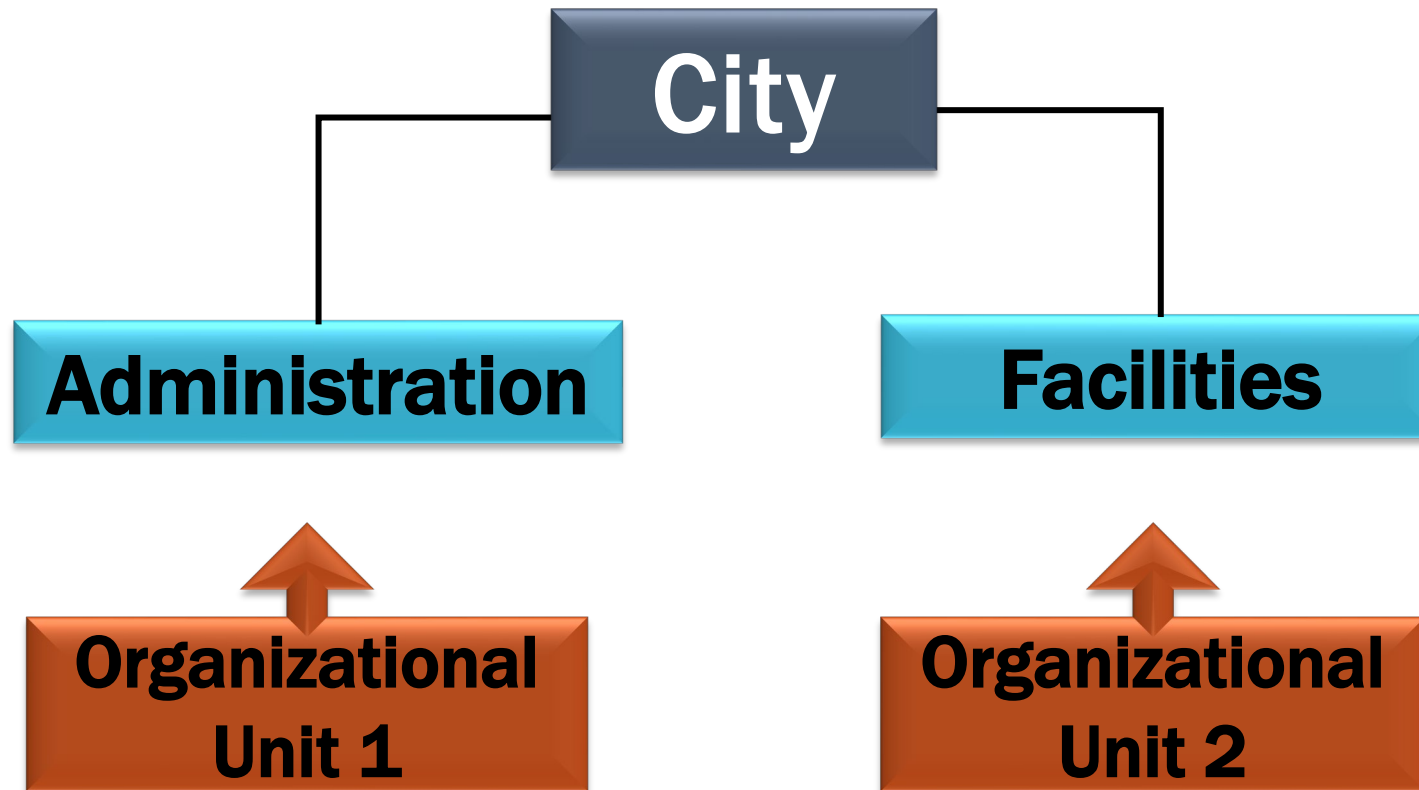 City
Administration
Facilities
Organizational
Unit 1
Organizational
Unit 2